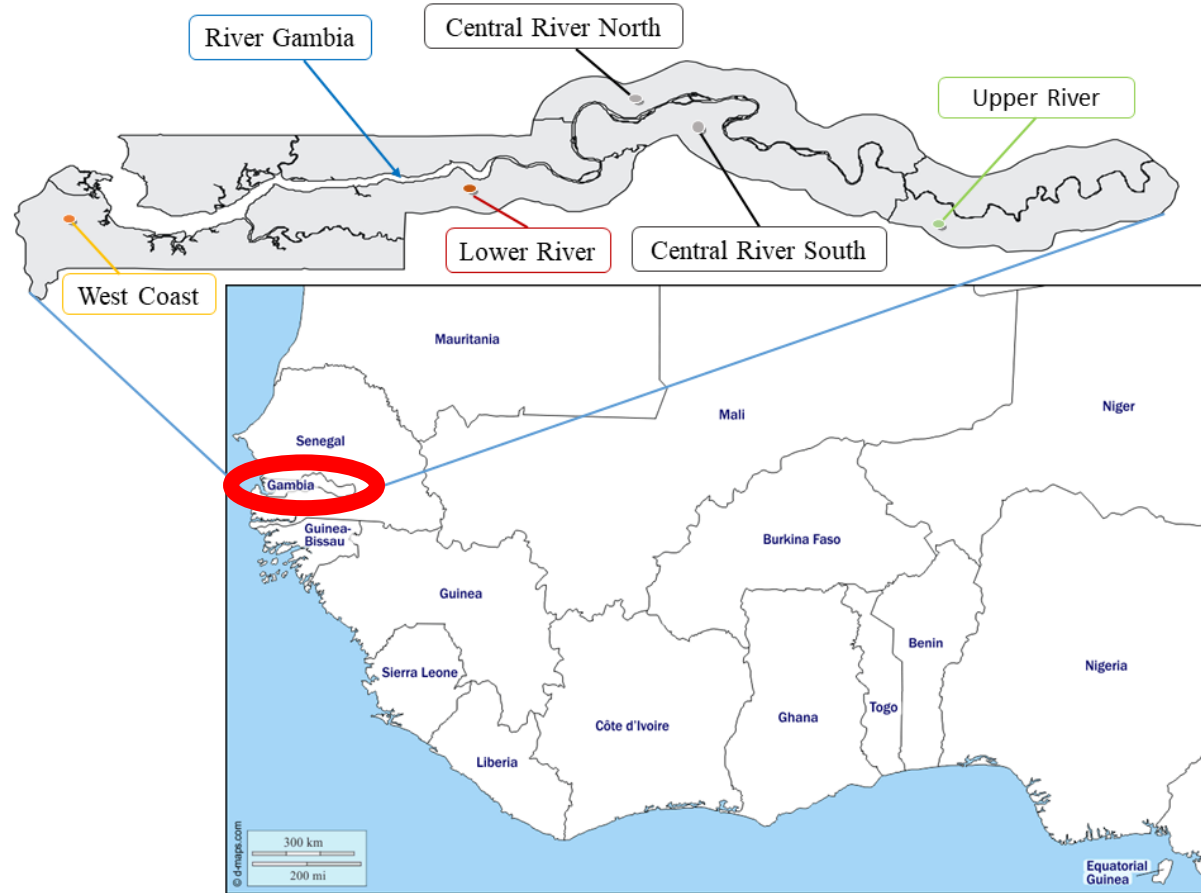 Central River North
River Gambia
Upper River
Lower River
Central River South
West Coast
Mauritania
Mali
Niger
Senegal
Gambia
Guinea-
Bissau
Burkina Faso
Guinea
Benin
Nigeria
Sierra Leone
Togo
Ghana
Côte d'Ivoire
Liberia
300 km
200 mi
© d-maps.com
Equatorial
Guinea